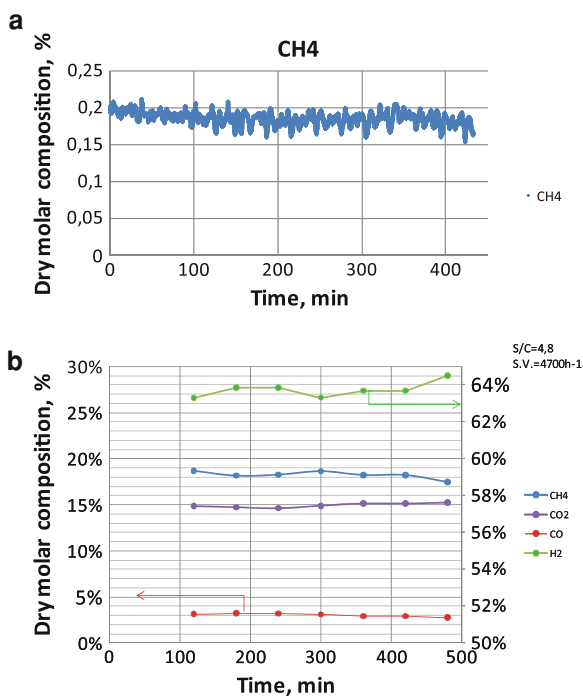 a
CH4
Dry molar composition, %
0,25
0,2
0,15
0,1
0,05
0
0 100 200 300 400
Time, min
CH4
b
S/C=4,8
S.V.=4700h-1
Dry molar composition, %
30%
25%
20%
15%
10%
5%
0%
64%
62%
60%
58%
56%
54%
52%
50%
0 100 200 300 400 500
Time, min
CH4
CO2
CO
H2